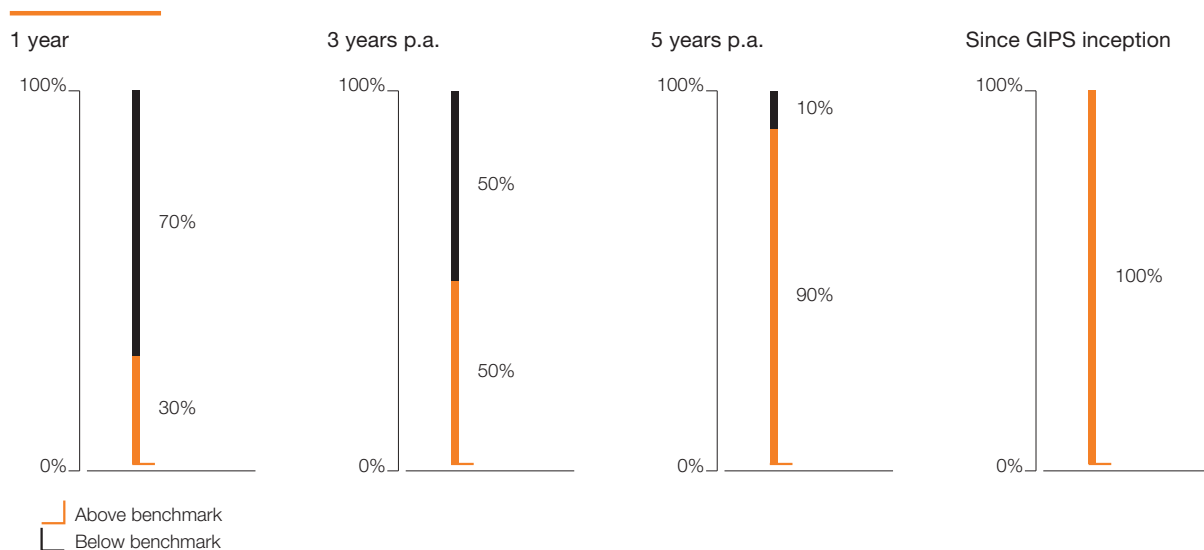 1 year
100%
70%
30%
0%
3 years p.a.
100%
50%
50%
0%
5 years p.a.
100%
10%
90%
0%
Since GIPS inception
100%
100%
0%
Above benchmark
Below benchmark